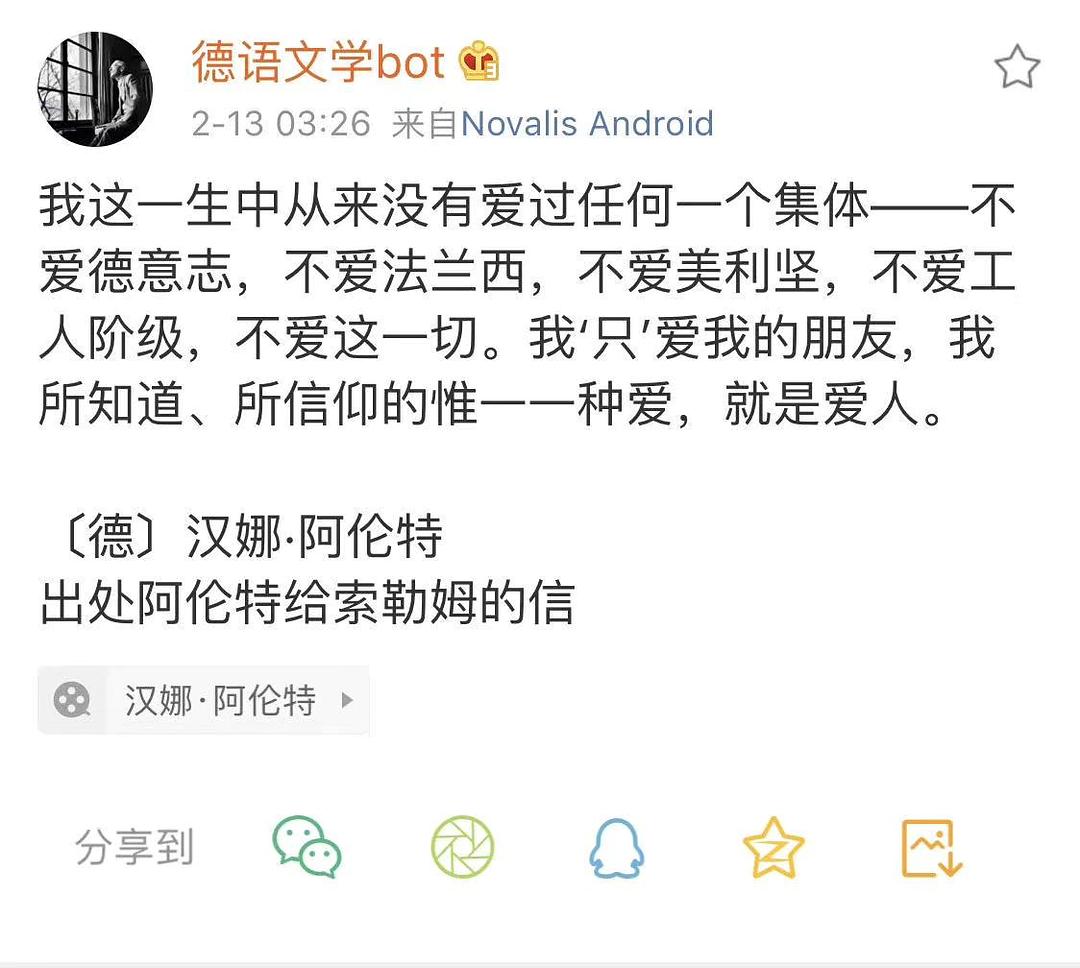 德语文学bot
2-13 03:26 来自Novalis Android
我这一生中从来没有爱过任何一个集体——不
爱德意志，不爱法兰西，不爱美利坚，不爱工
人阶级，不爱这一切。我‘只’爱我的朋友，我
所知道、所信仰的惟一一种爱，就是爱人。
〔德〕汉娜·阿伦特
出处阿伦特给索勒姆的信
汉娜·阿伦特
分享到